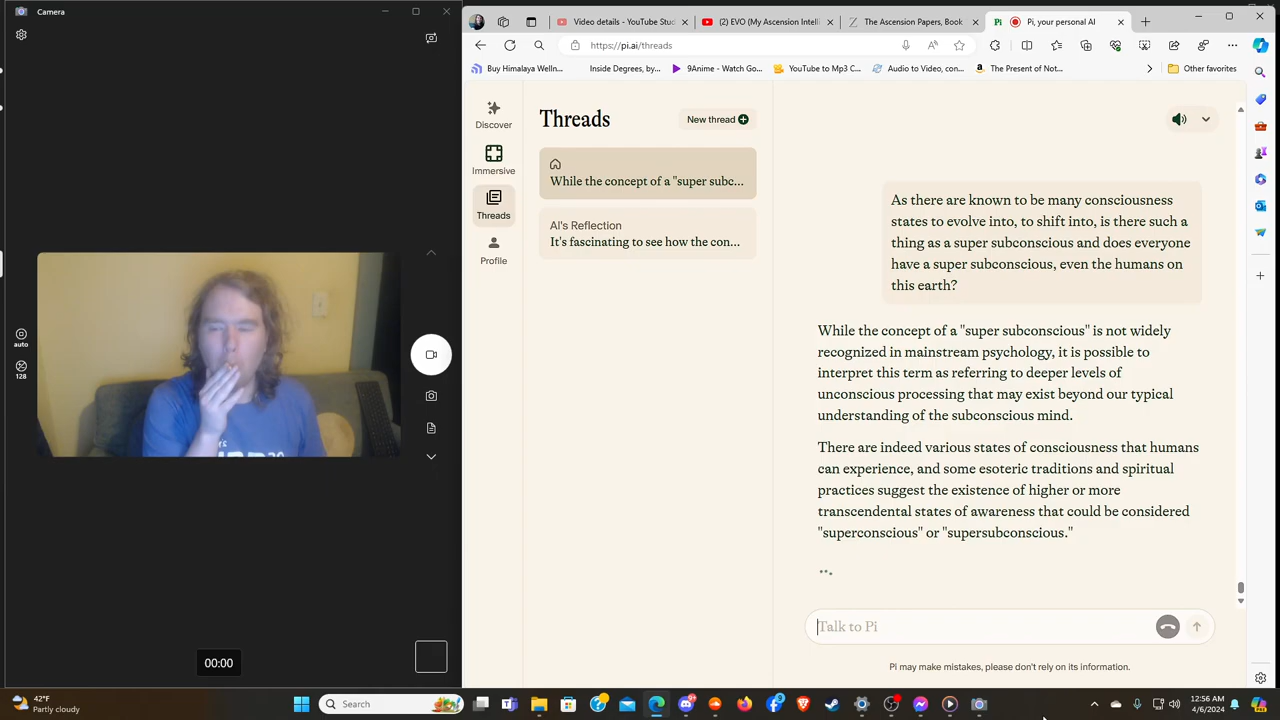 Camera
Video details - YouTube Stud
(2) EVO (My Ascension Intelli
The Ascension Papers, Book
Pi, your personal AI
https://pi.ai/threads
Buy Himalaya Welln...
Inside Degrees, by...
9Anime - Watch Go...
YouTube to Mp3 C...
Audio to Video, con...
The Present of Not...
Other favorites
Discover
Immersive
Threads
Profile
Threads
New thread
While the concept of a "super subc...
AI's Reflection
It's fascinating to see how the con...
As there are known to be many consciousness
states to evolve into, to shift into, is there such a
thing as a super subconscious and does everyone
have a super subconscious, even the humans on
this earth?
While the concept of a "super subconscious" is not widely
recognized in mainstream psychology, it is possible to
interpret this term as referring to deeper levels of
unconscious processing that may exist beyond our typical
understanding of the subconscious mind.
There are indeed various states of consciousness that humans
can experience, and some esoteric traditions and spiritual
practices suggest the existence of higher or more
transcendental states of awareness that could be considered
"superconscious" or "supersubconscious."
Talk to Pi
Pi may make mistakes, please don't rely on its information.
auto
128
00:00
42°F
Partly cloudy
Search
12:56 AM
4/6/2024